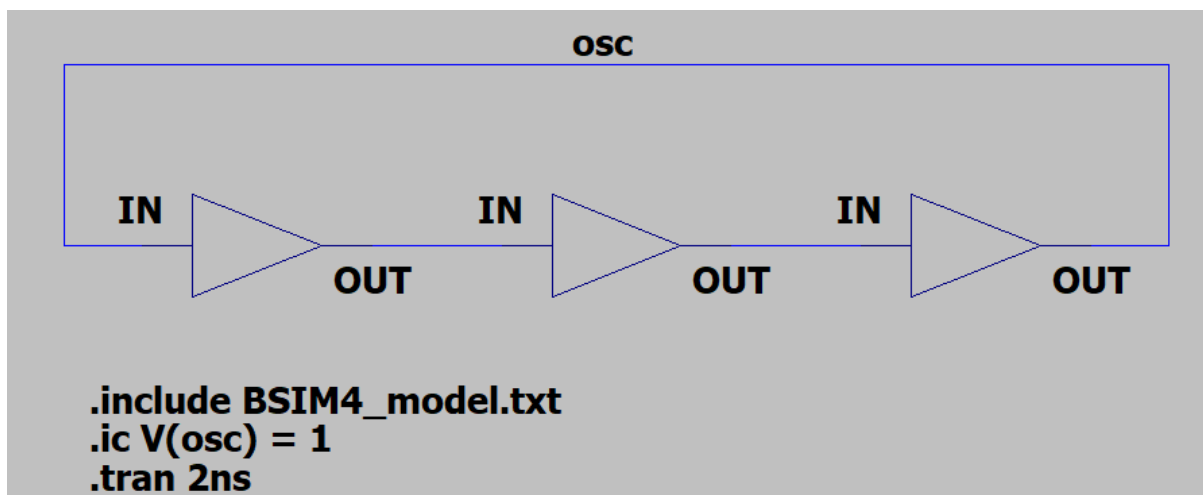 osc
IN IN IN
OUT OUT OUT
.include BSIM4_model.txt
.ic V(osc) = 1
.tran 2ns